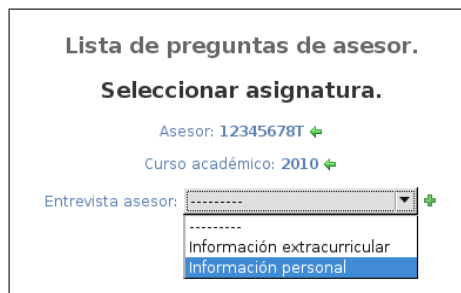 Lista de preguntas de asesor.
Seleccionar asignatura.
Asesor: 12345678T
Curso académico: 2010
Entrevista asesor: ---------
---------
Información extracurricular
Información personal